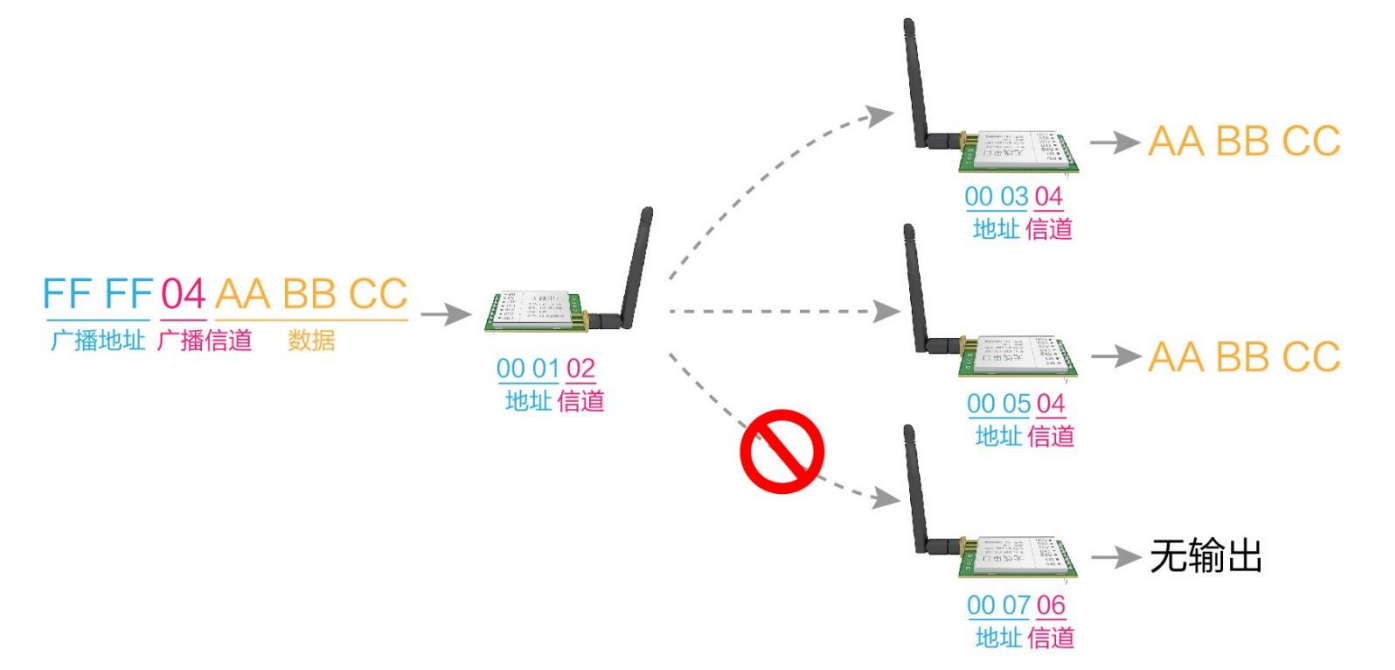 FF FF 04 AA BB CC
广播地址 广播信道 数据
00 01 02
地址 信道
AA BB CC
00 03 04
地址 信道
AA BB CC
00 05 04
地址 信道
无输出
00 07 06
地址 信道